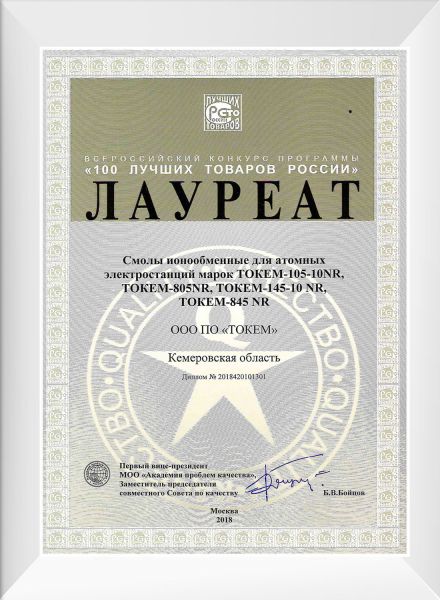 ЛУЧШИХ
СТО
ТОВАРОВ
ВСЕРОССИЙСКИЙ КОНКУРС ПРОГРАММЫ
«100 ЛУЧШИХ ТОВАРОВ РОССИИ»
ЛАУРЕАТ
Смолы ионообменные для атомных
электростанций марок ТОКЕМ-105-10NR,
ТОКЕМ-805NR, ТОКЕМ-145-10 NR,
ТОКЕМ-845 NR
ООО ПО «ТОКЕМ»
Кемеровская область
Диплом № 2018420101301
Первый вице-президент
МОО «Академия проблем качества»,
Заместитель председателя
совместного Совета по качеству
Б.В.Бойцов
Москва
2018